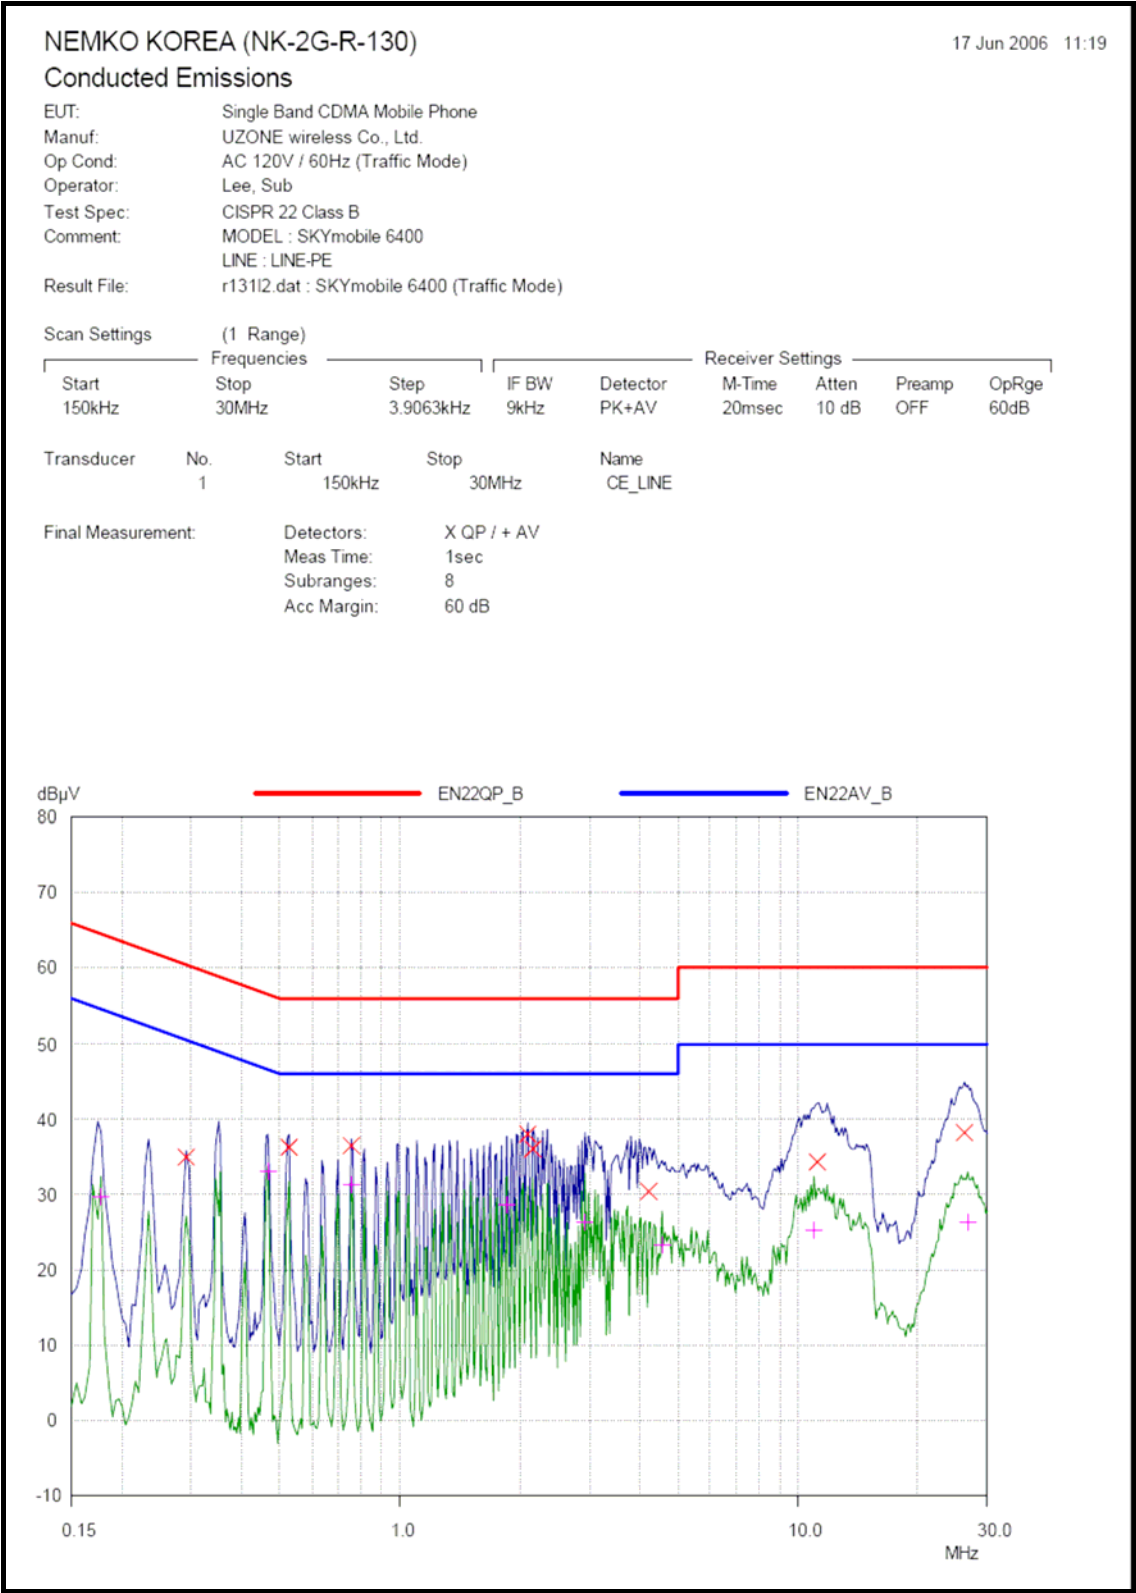 NEMKO KOREA (NK-2G-R-130) 17 Jun 2006 11:19
Conducted Emissions
EUT: Single Band CDMA Mobile Phone
Manuf: UZONE wireless Co., Ltd.
Op Cond: AC 120V / 60Hz (Traffic Mode)
Operator: Lee, Sub
Test Spec: CISPR 22 Class B
Comment: MODEL : SKYmobile 6400
LINE : LINE-PE
Result File: r131l2.dat : SKYmobile 6400 (Traffic Mode)
Scan Settings (1 Range)
Frequencies Receiver Settings
Start Stop Step IF BW Detector M-Time Atten Preamp OpRge
150kHz 30MHz 3.9063kHz 9kHz PK+AV 20msec 10 dB OFF 60dB
Transducer No. Start Stop Name
1 150kHz 30MHz CE_LINE
Final Measurement: Detectors: X QP / + AV
Meas Time: 1sec
Subranges: 8
Acc Margin: 60 dB
dBµV EN22QP_B EN22AV_B
80
70
60
50
40
30
20
10
0
-10
0.15 1.0 10.0 30.0
MHz